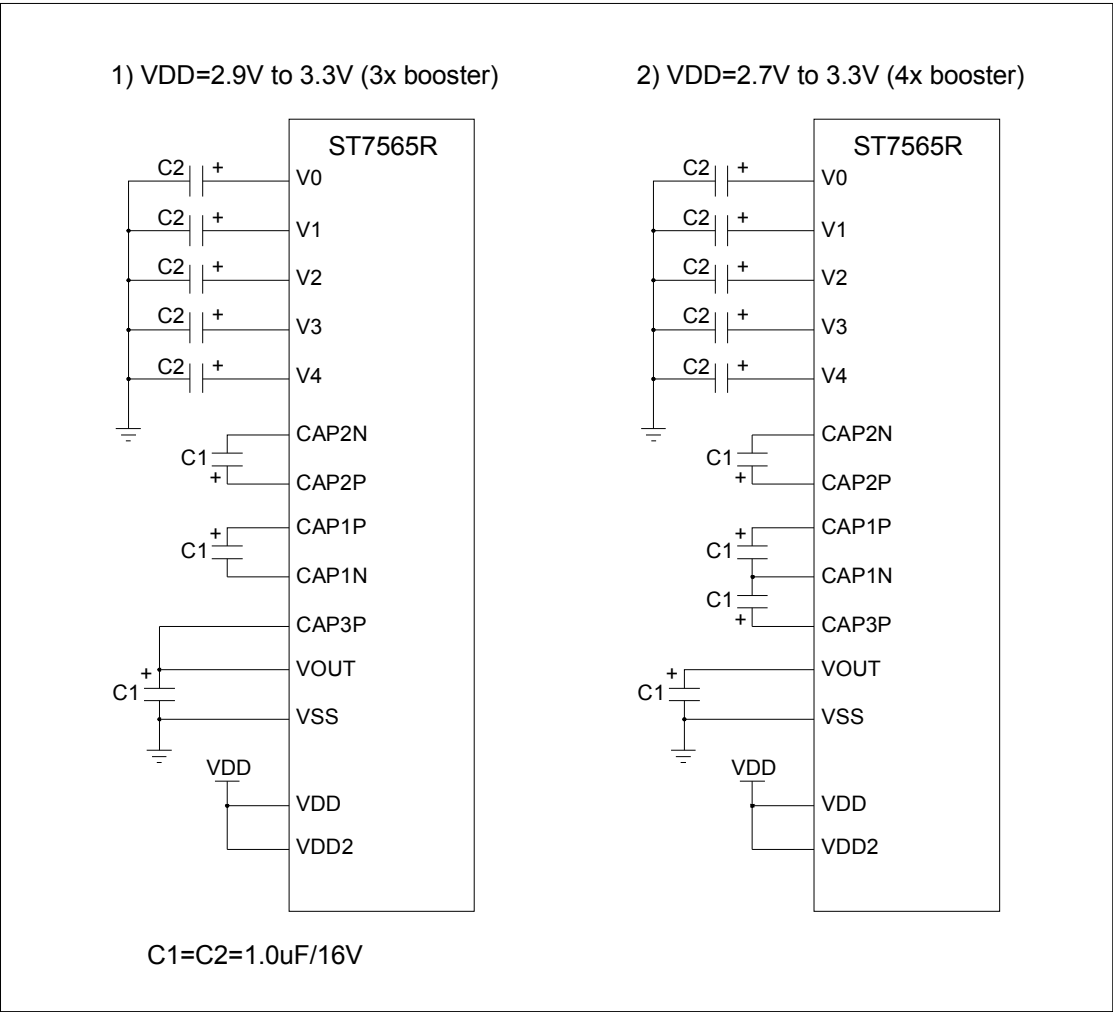 1) VDD=2.9V to 3.3V (3x booster)
ST7565R
C2 + V0
C2 + V1
C2 + V2
C2 + V3
C2 + V4
CAP2N
C1
+ CAP2P
+ CAP1P
C1
CAP1N
CAP3P
+ VOUT
C1
VSS
VDD
VDD
VDD2
C1=C2=1.0uF/16V
2) VDD=2.7V to 3.3V (4x booster)
ST7565R
C2 + V0
C2 + V1
C2 + V2
C2 + V3
C2 + V4
CAP2N
C1
+ CAP2P
+ CAP1P
C1
CAP1N
C1
+ CAP3P
+ VOUT
C1
VSS
VDD
VDD
VDD2